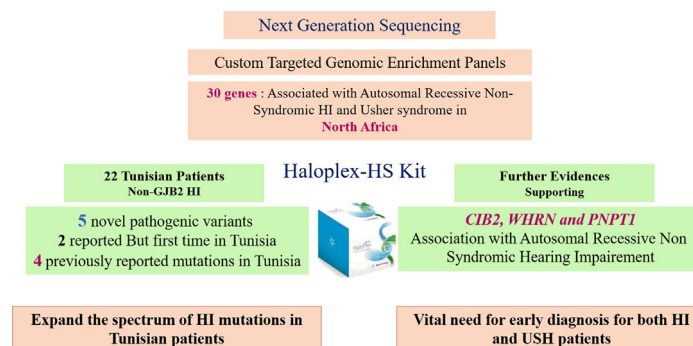 Next Generation Sequencing
Custom Targeted Genomic Enrichment Panels
30 genes : Associated with Autosomal Recessive Non-
Syndromic HI and Usher syndrome in
North Africa
22 Tunisian Patients
Non-GJB2 HI
Haloplex-HS Kit
Further Evidences
Supporting
5 novel pathogenic variants
2 reported But first time in Tunisia
4 previously reported mutations in Tunisia
CIB2, WHRN and PNPT1
Association with Autosomal Recessive Non
Syndromic Hearing Impairement
Expand the spectrum of HI mutations in
Tunisian patients
Vital need for early diagnosis for both HI
and USH patients